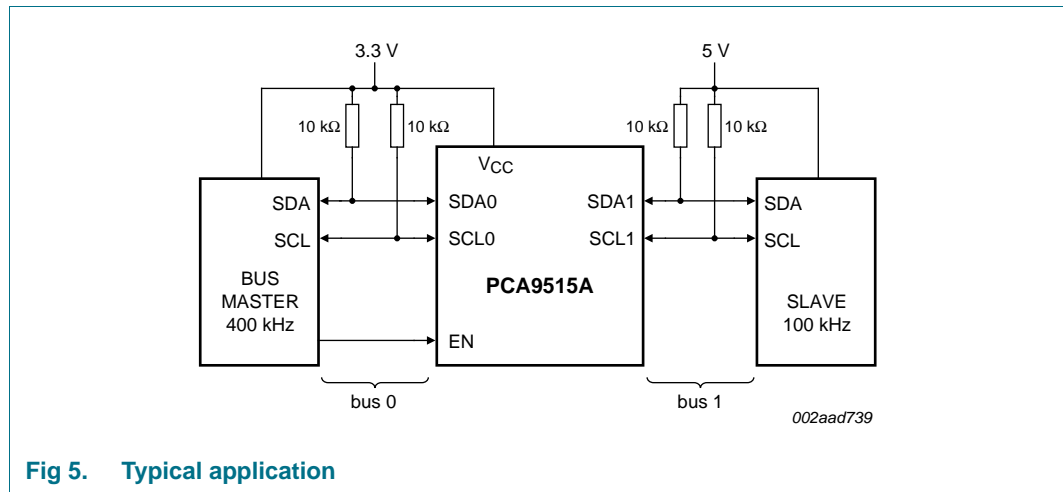 3.3 V
5 V
10 kΩ
10 kΩ
10 kΩ
10 kΩ
VCC
SDA
SDA0
SDA1
SDA
SCL
SCL0
SCL1
SCL
BUS
MASTER
400 kHz
PCA9515A
SLAVE
100 kHz
EN
bus 0
bus 1
002aad739
Fig 5. Typical application